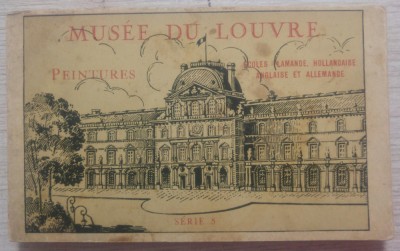 MUSÉE DU LOUVRE
PEINTURES
ÉCOLES FLAMANDE, HOLLANDAISE
ANGLAISE ET ALLEMANDE
SÉRIE 5